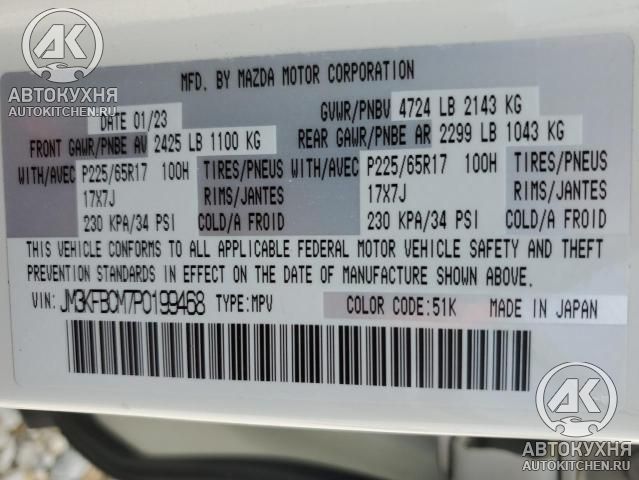 AK
АВТОКУХНЯ
AUTOKITCHEN.RU
MFD. BY MAZDA MOTOR CORPORATION
DATE 01/23
GVWR/PNBV 4724 LB 2143 KG
FRONT GAWR/PNBE AV 2425 LB 1100 KG
REAR GAWR/PNBE AR 2299 LB 1043 KG
WITH/AVEC P225/65R17 100H TIRES/PNEUS
17X7J RIMS/JANTES
230 KPA/34 PSI COLD/A FROID
WITH/AVEC P225/65R17 100H TIRES/PNEUS
17X7J RIMS/JANTES
230 KPA/34 PSI COLD/A FROID
THIS VEHICLE CONFORMS TO ALL APPLICABLE FEDERAL MOTOR VEHICLE SAFETY AND THEFT
PREVENTION STANDARDS IN EFFECT ON THE DATE OF MANUFACTURE SHOWN ABOVE.
VIN: JM3KFBCM7P0199468 TYPE:MPV
COLOR CODE:51K
MADE IN JAPAN
AK
АВТОКУХНЯ
AUTOKITCHEN.RU